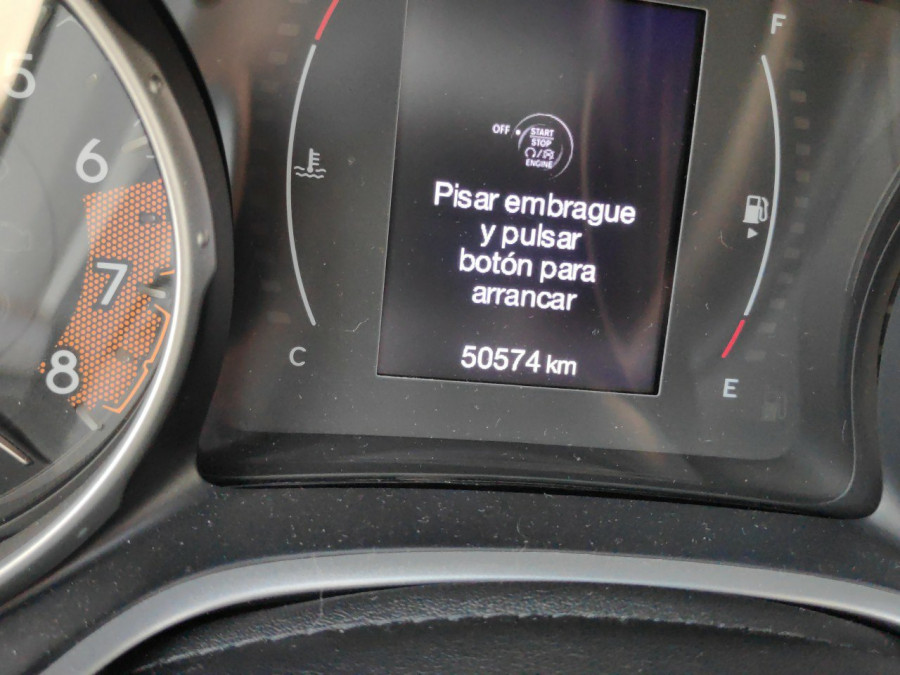 5
6
7
8
F
OFF
START
STOP
ENGINE
Pisar embrague
y pulsar
botón para
arrancar
50574 km
C
E